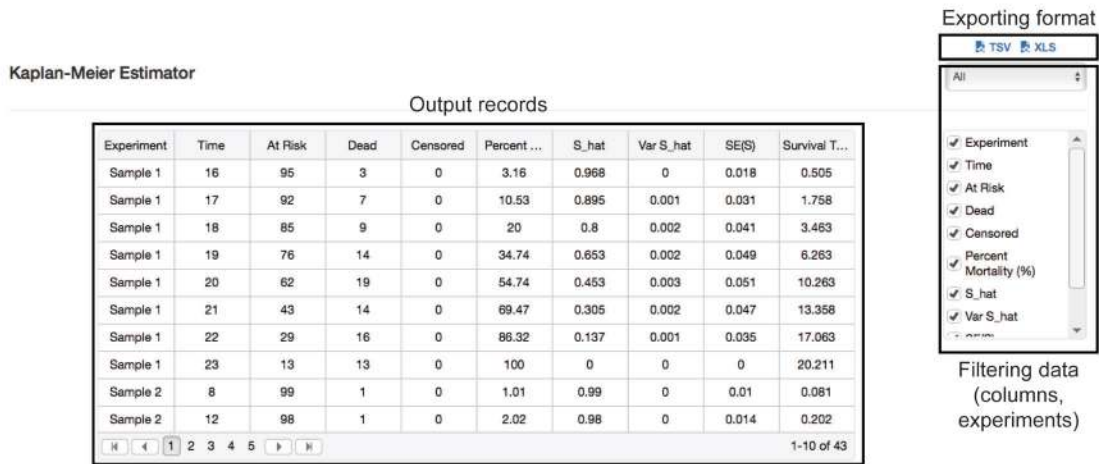 Exporting format
TSV XLS
Kaplan-Meier Estimator
All
Output records
Experiment Time At Risk Dead Censored Percent ... S_hat Var S_hat SE(S) Survival T...
Sample 1 16 95 3 0 3.16 0.968 0 0.018 0.505
Sample 1 17 92 7 0 10.53 0.895 0.001 0.031 1.758
Sample 1 18 85 9 0 20 0.8 0.002 0.041 3.463
Sample 1 19 76 14 0 34.74 0.653 0.002 0.049 6.263
Sample 1 20 62 19 0 54.74 0.453 0.003 0.051 10.263
Sample 1 21 43 14 0 69.47 0.305 0.002 0.047 13.358
Sample 1 22 29 16 0 86.32 0.137 0.001 0.035 17.063
Sample 1 23 13 13 0 100 0 0 0 20.211
Sample 2 8 99 1 0 1.01 0.99 0 0.01 0.081
Sample 2 12 98 1 0 2.02 0.98 0 0.014 0.202
1 2 3 4 5 1-10 of 43
Experiment
Time
At Risk
Dead
Censored
Percent
Mortality (%)
S_hat
Var S_hat
Filtering data
(columns,
experiments)